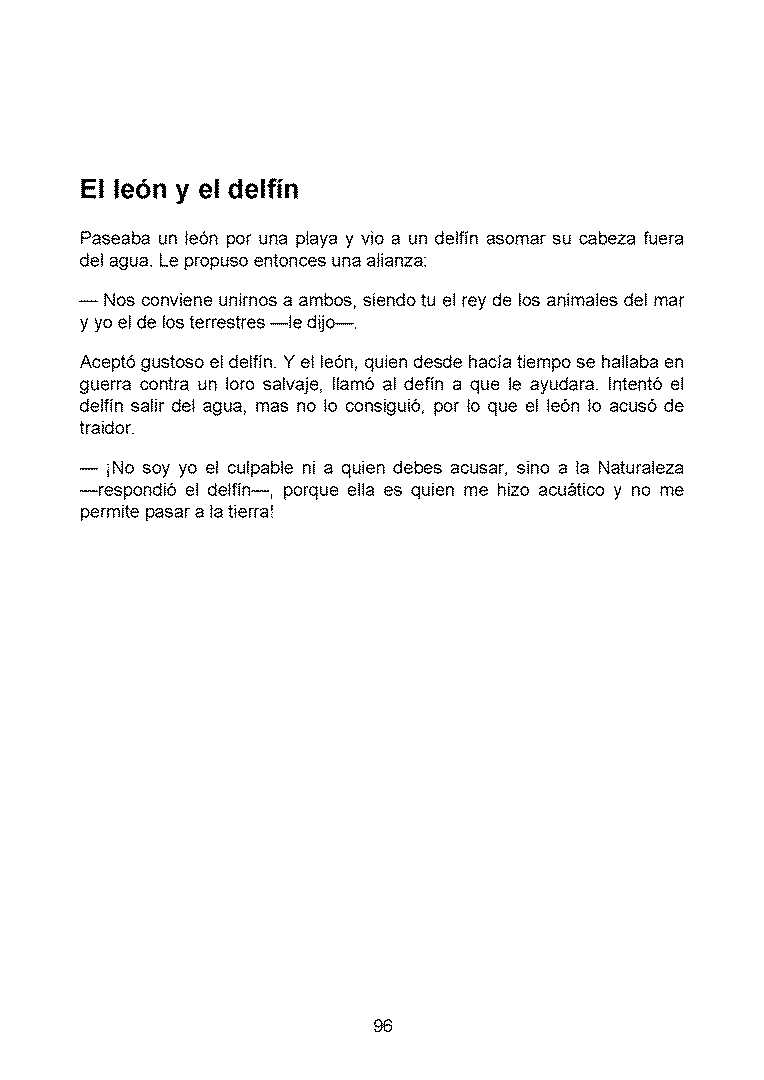 El león y el delfín
Paseaba un león por una playa y vio a un delfín asomar su cabeza fuera
del agua. Le propuso entonces una alianza:
— Nos conviene unirnos a ambos, siendo tu el rey de los animales del mar
y yo el de los terrestres —le dijo—.
Aceptó gustoso el delfín. Y el león, quien desde hacía tiempo se hallaba en
guerra contra un loro salvaje, llamó al defín a que le ayudara. Intentó el
delfín salir del agua, mas no lo consiguió, por lo que el león lo acusó de
traidor.
— ¡No soy yo el culpable ni a quien debes acusar, sino a la Naturaleza
—respondió el delfín—, porque ella es quien me hizo acuático y no me
permite pasar a la tierra!
96